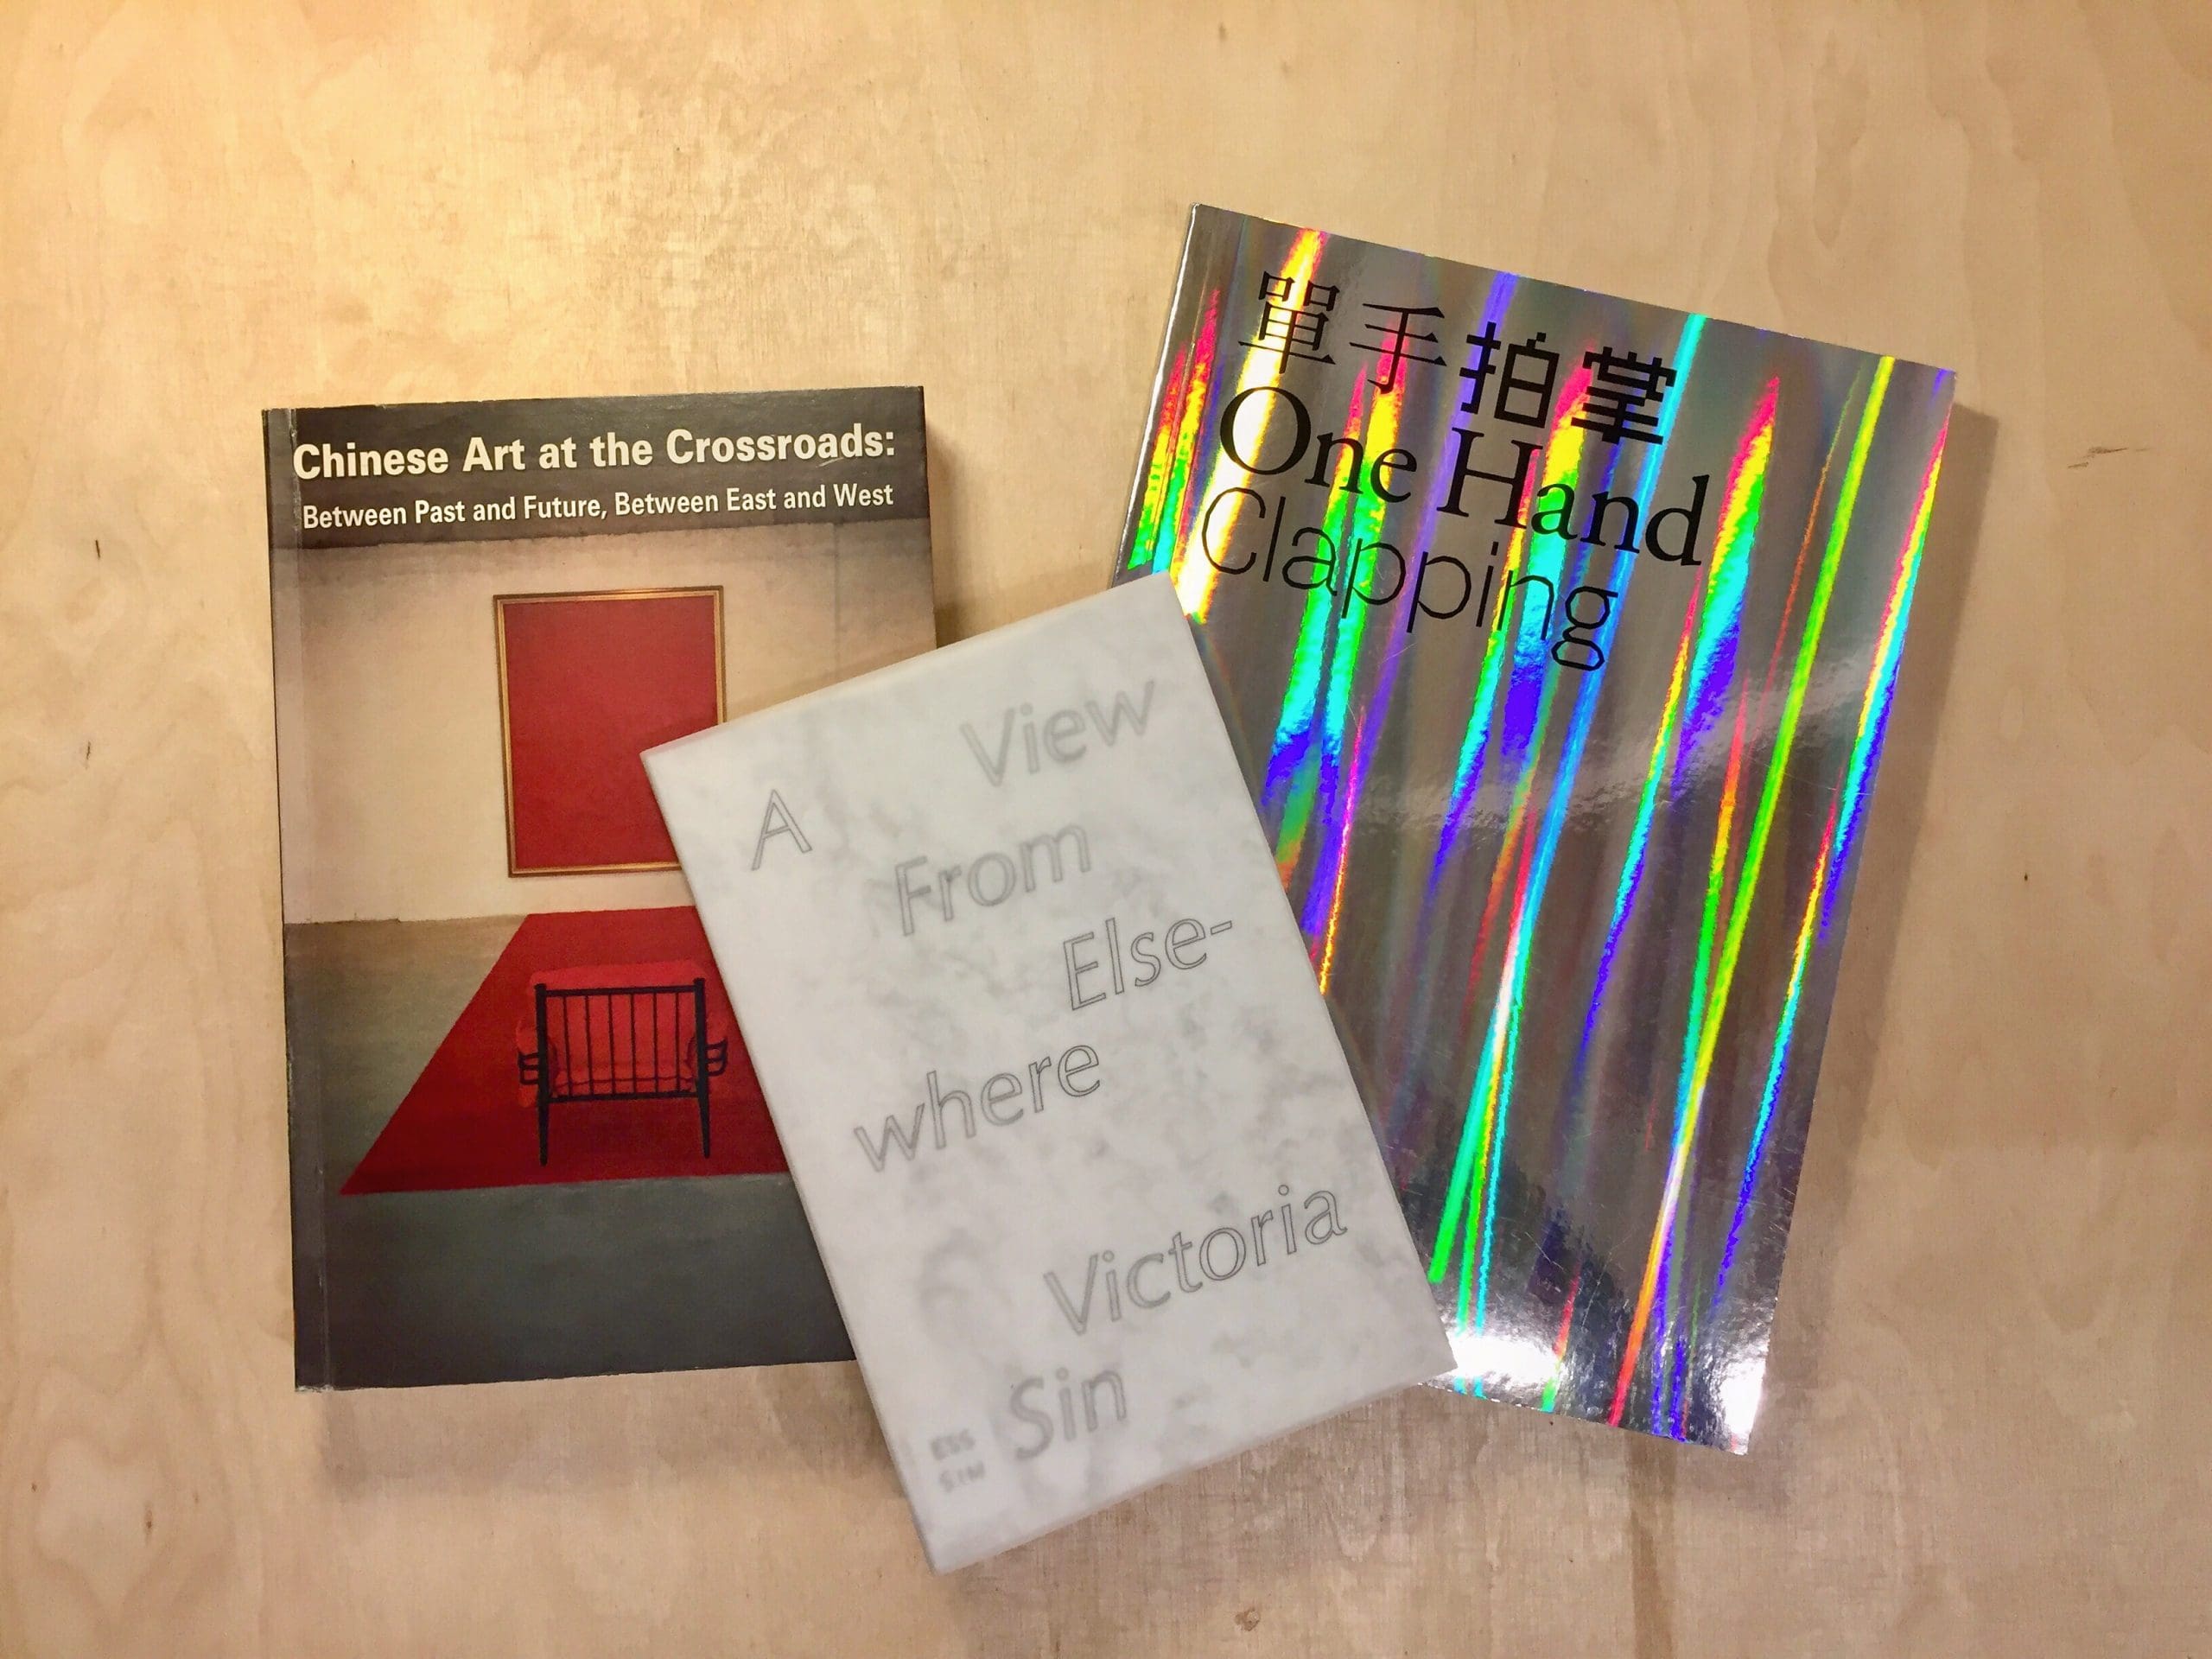 Chinese Art at the Crossroads:
Between Past and Future, Between East and West
A View
From
Else-
where
Victoria
Sin
單手拍掌
One Hand
Clapping